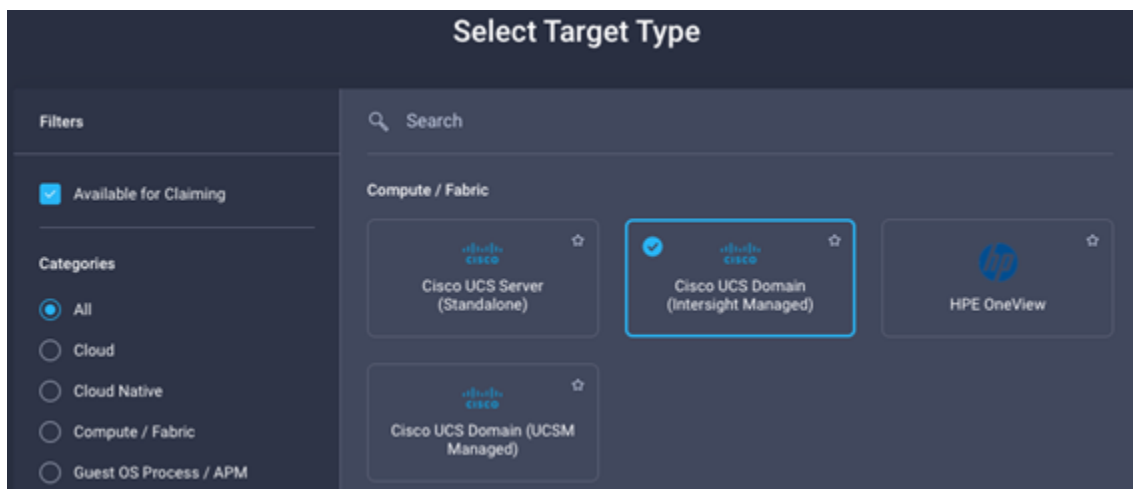 Select Target Type
Filters
Search
Available for Claiming
Compute / Fabric
Categories
CISCO
Cisco UCS Server
(Standalone)
CISCO
Cisco UCS Domain
(Intersight Managed)
hp
HPE OneView
All
Cloud
Cloud Native
Compute / Fabric
Guest OS Process / APM
CISCO
Cisco UCS Domain (UCSM
Managed)